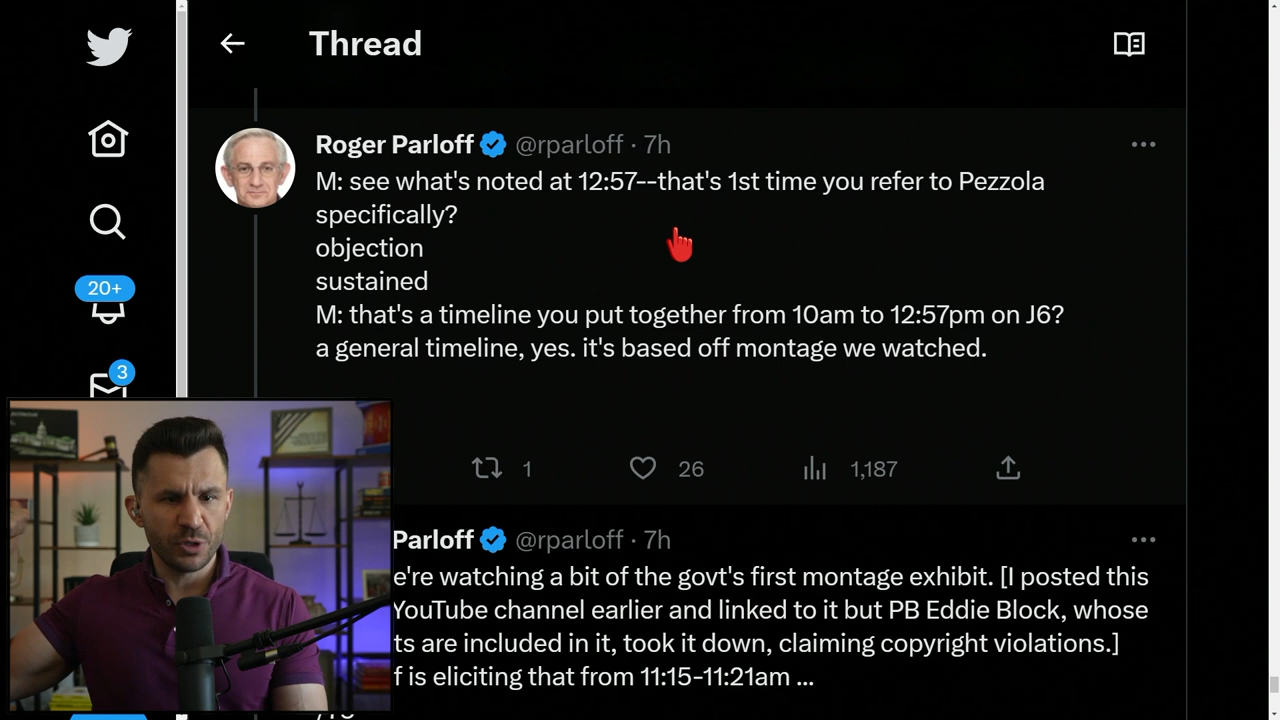 Thread
Roger Parloff @rparloff · 7h
M: see what's noted at 12:57--that's 1st time you refer to Pezzola
specifically?
objection
sustained
20+
M: that's a timeline you put together from 10am to 12:57pm on J6?
a general timeline, yes. it's based off montage we watched.
3
1 26 1,187
Parloff @rparloff · 7h
e're watching a bit of the govt's first montage exhibit. [I posted this
YouTube channel earlier and linked to it but PB Eddie Block, whose
ts are included in it, took it down, claiming copyright violations.]
f is eliciting that from 11:15-11:21am ...